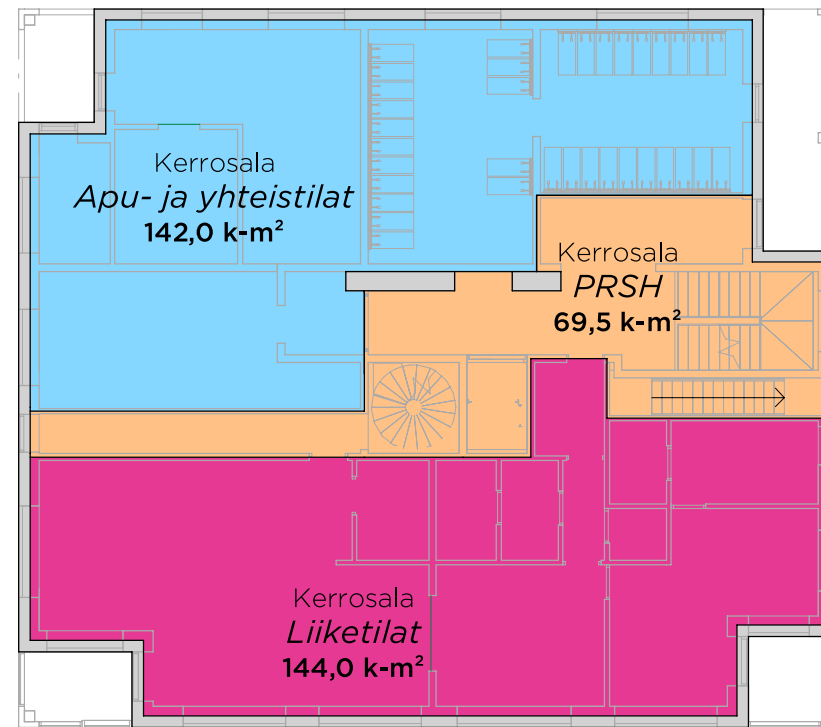 Kerrosala
Apu- ja yhteistilat
142,0 k-m²
Kerrosala
PRSH
69,5 k-m²
Kerrosala
Liiketilat
144,0 k-m²